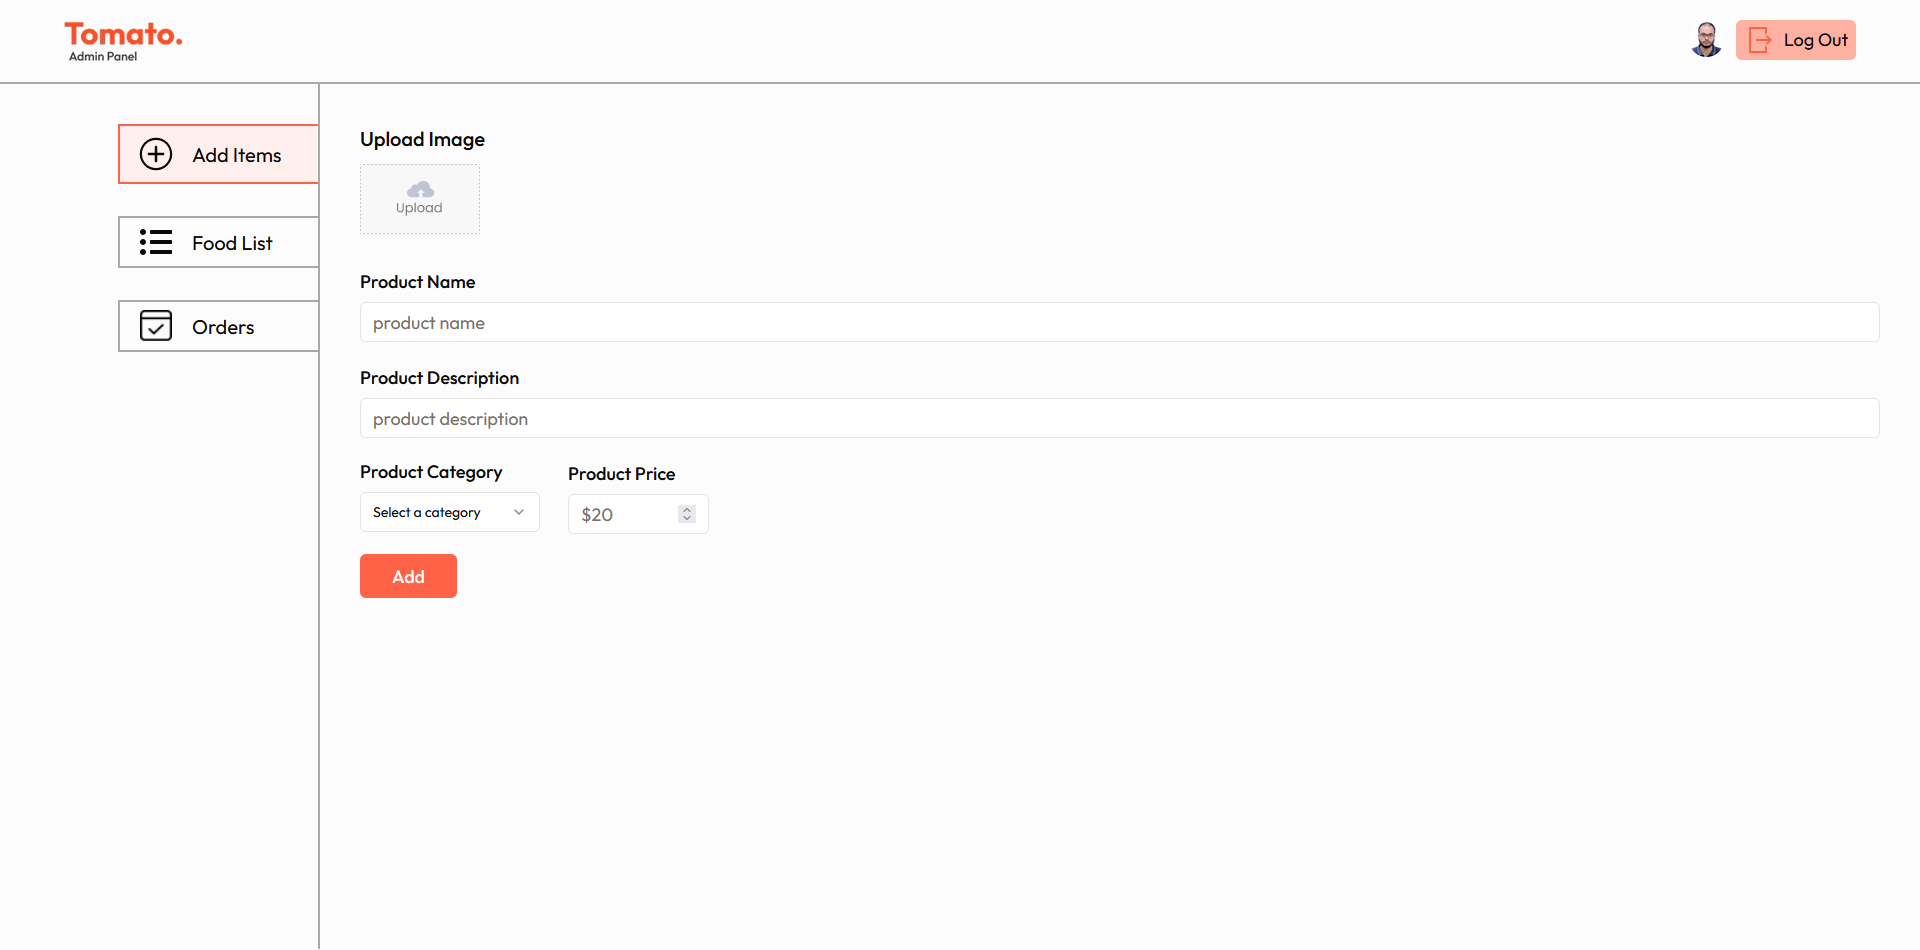 Tomato.
Admin Panel
Log Out
Add Items
Food List
Orders
Upload Image
Upload
Product Name
product name
Product Description
product description
Product Category
Select a category
Product Price
$20
Add